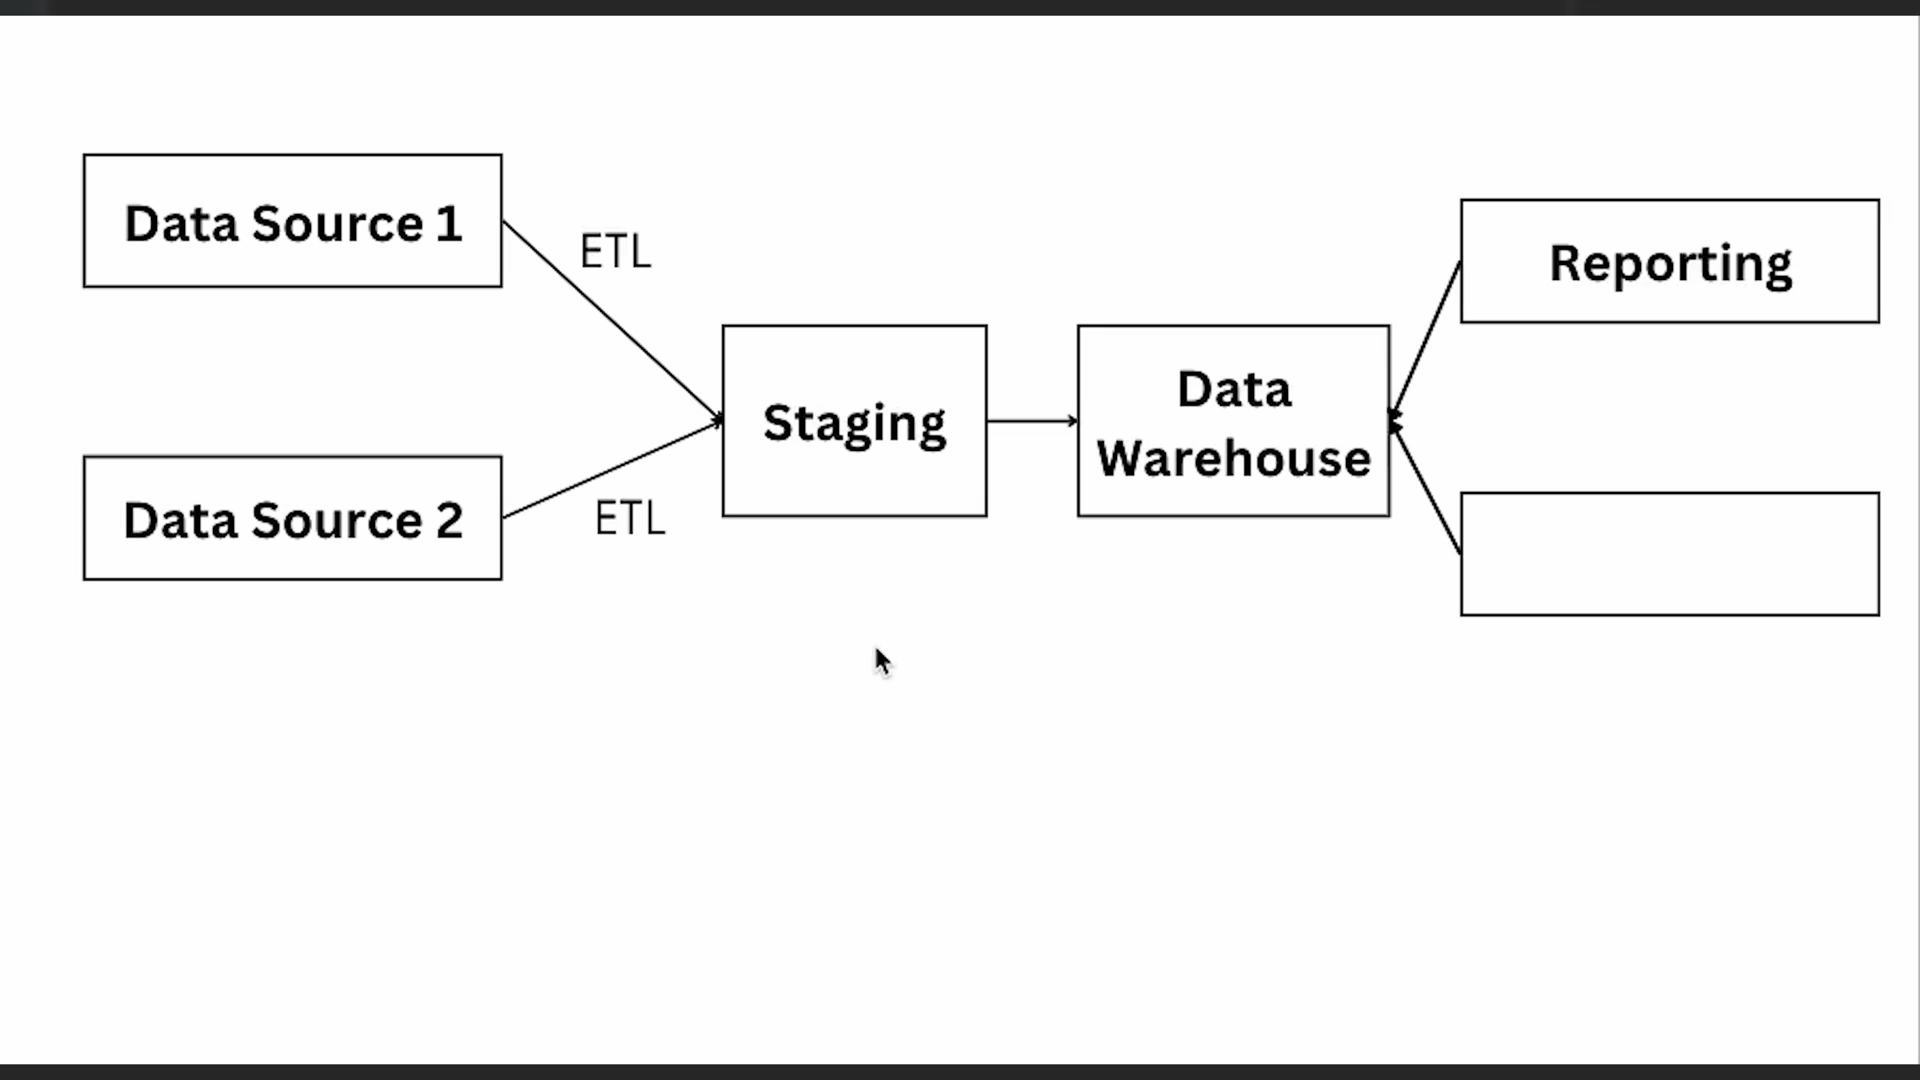 Data Source 1
ETL
Data Source 2
ETL
Staging
Data
Warehouse
Reporting